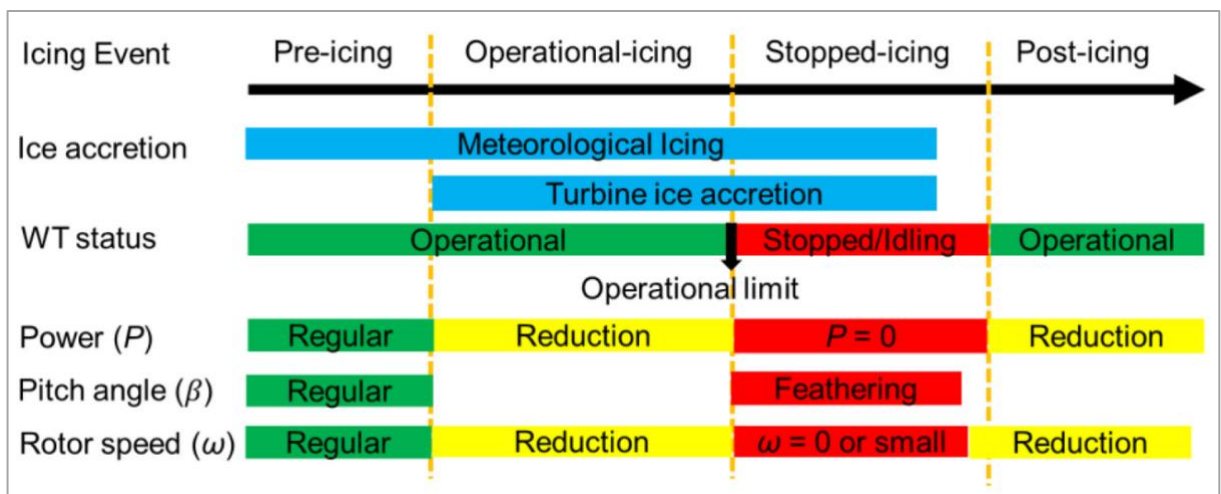 Icing Event Pre-icing Operational-icing Stopped-icing Post-icing
Ice accretion Meteorological Icing
Turbine ice accretion
WT status Operational Stopped/Idling Operational
Operational limit
Power (P) Regular Reduction P = 0 Reduction
Pitch angle (β) Regular Feathering
Rotor speed (ω) Regular Reduction ω = 0 or small Reduction